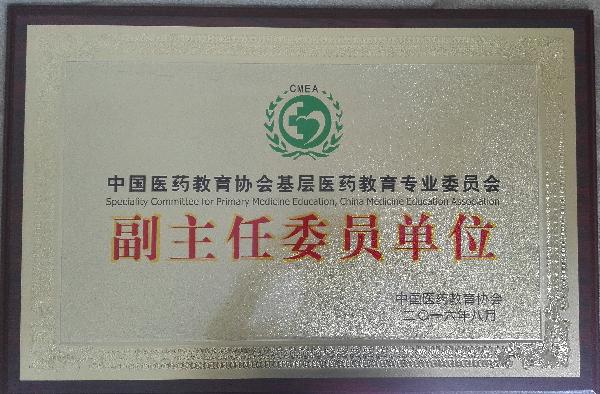 CMEA
中国医药教育协会基层医药教育专业委员会
Speciality Committee for Primary Medicine Education, China Medicine Education Association
副主任委员单位
中国医药教育协会
二〇一六年八月